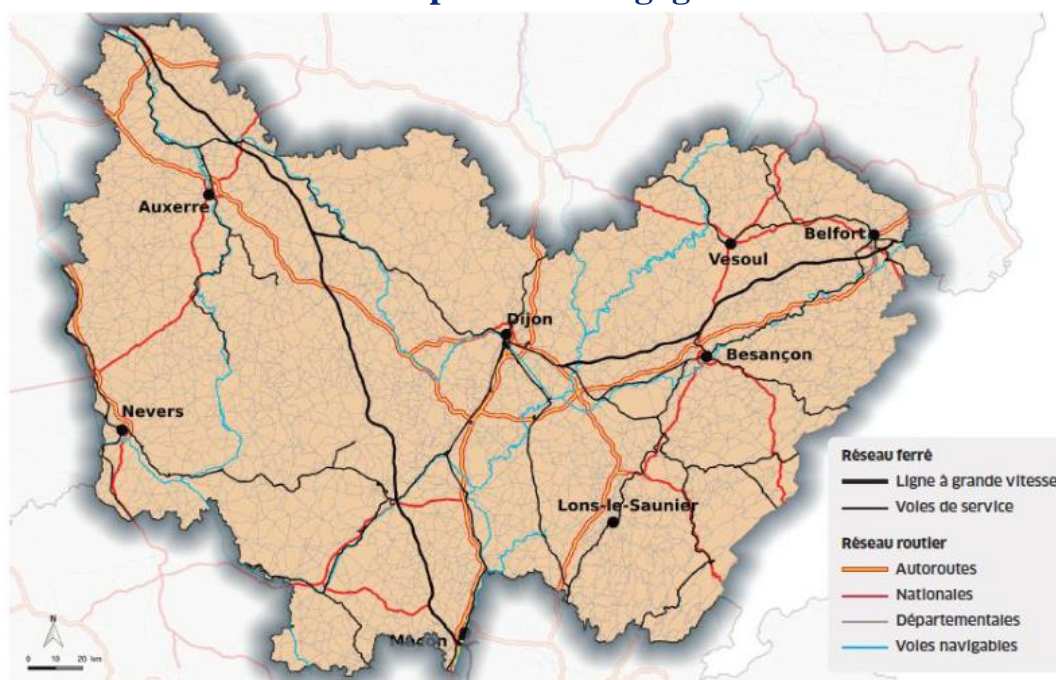 Auxerre
Belfort
Vesoul
Dijon
Besançon
Nevers
Lons-le-Saunier
Mâcon
N
0 10 20 km
Réseau ferré
Ligne à grande vitesse
Voies de service
Réseau routier
Autoroutes
Nationales
Départementales
Voies navigables